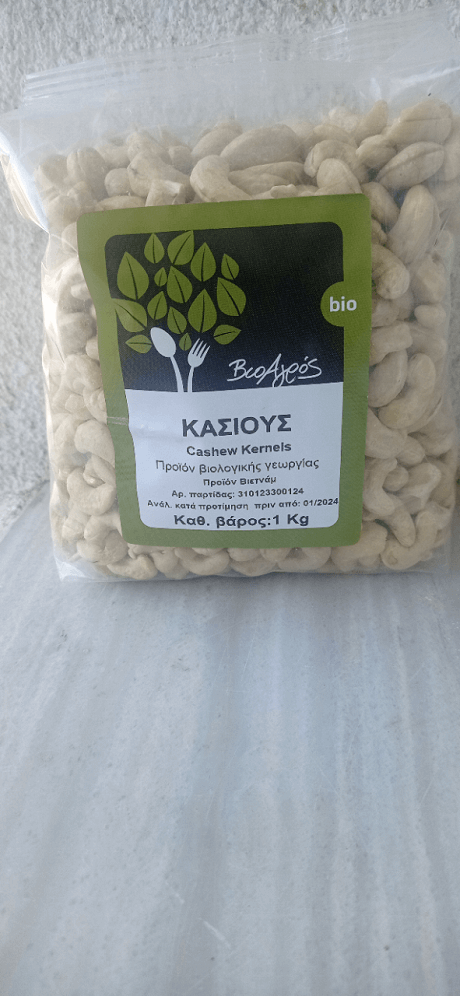 bio
ΒιοΑγρός
ΚΑΣΙΟΥΣ
Cashew Kernels
Προϊόν βιολογικής γεωργίας
Προϊόν Βιετνάμ
Αρ. παρτίδας: 310123300124
Ανάλ. κατά προτίμηση πριν από: 01/2024
Καθ. βάρος:1 Kg